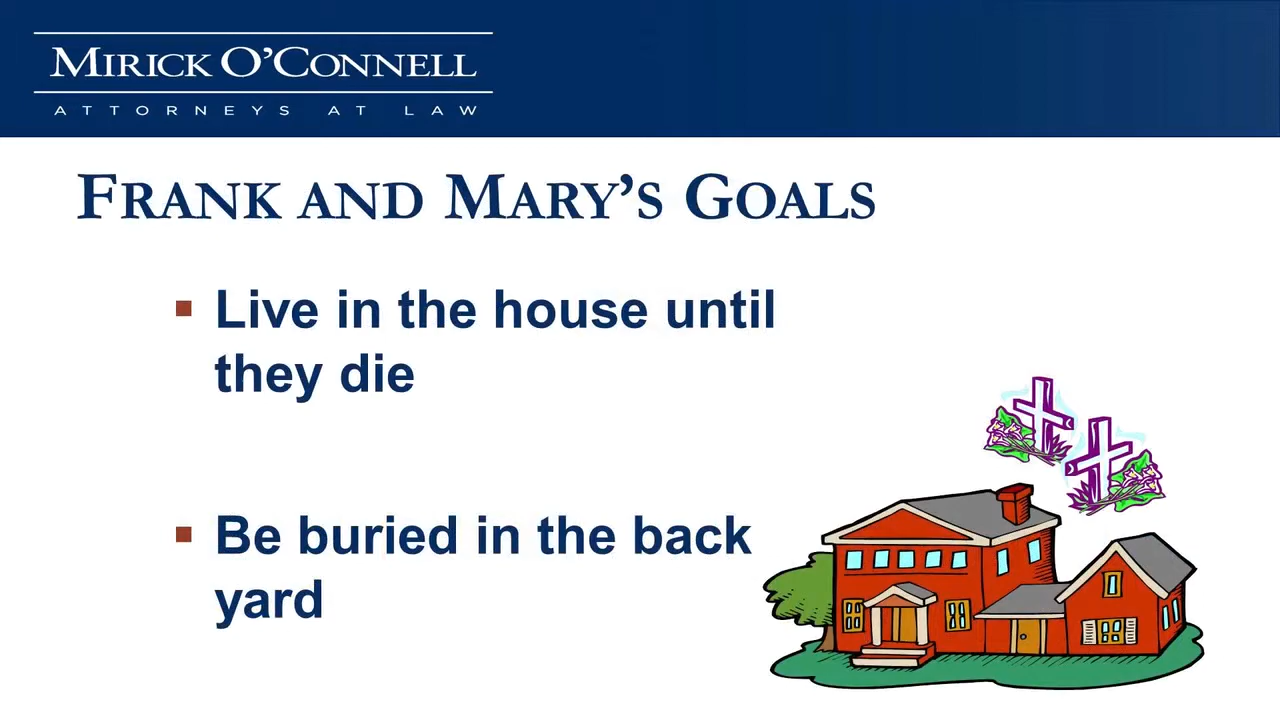 MIRICK O'CONNELL
ATTORNEYS AT LAW
FRANK AND MARY'S GOALS
Live in the house until
they die
Be buried in the back
yard